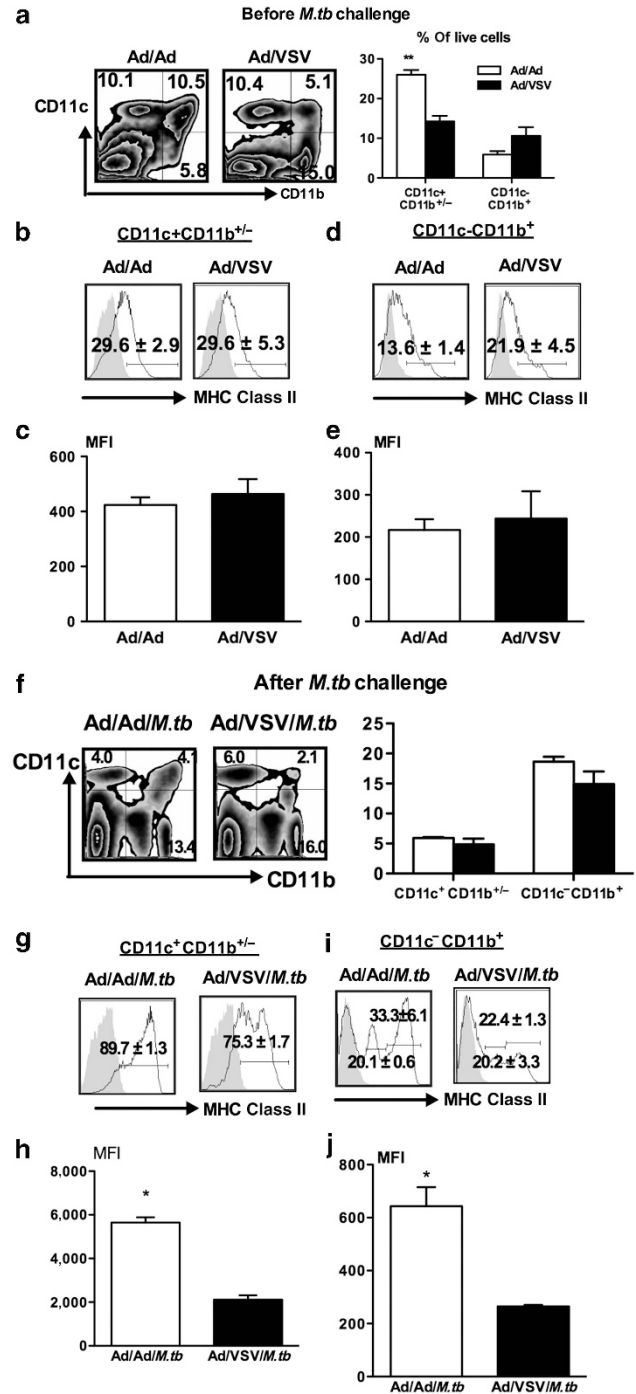 a
Before M.tb challenge
Ad/Ad
Ad/VSV
CD11c
10.1 10.5
5.8
10.4 5.1
15.0
CD11b
% Of live cells
Ad/Ad
Ad/VSV
30
20
10
0
**
CD11c+
CD11b+/−
CD11c-
CD11b+
b
CD11c+CD11b+/−
Ad/Ad
Ad/VSV
29.6 ± 2.9
29.6 ± 5.3
MHC Class II
d
CD11c-CD11b+
Ad/Ad
Ad/VSV
13.6 ± 1.4
21.9 ± 4.5
MHC Class II
c
MFI
600
400
200
0
Ad/Ad
Ad/VSV
e
MFI
400
300
200
100
0
Ad/Ad
Ad/VSV
f
After M.tb challenge
Ad/Ad/M.tb
Ad/VSV/M.tb
CD11c
4.0 4.1
13.4
6.0 2.1
16.0
CD11b
25
20
15
10
5
0
CD11c+ CD11b+/−
CD11c−CD11b+
g
CD11c+ CD11b+/−
Ad/Ad/M.tb
Ad/VSV/M.tb
89.7 ± 1.3
75.3 ± 1.7
MHC Class II
i
CD11c− CD11b+
Ad/Ad/M.tb
Ad/VSV/M.tb
33.3±6.1
20.1 ± 0.6
22.4 ± 1.3
20.2 ± 3.3
MHC Class II
h
MFI
8,000
6,000
4,000
2,000
0
*
Ad/Ad/M.tb
Ad/VSV/M.tb
j
MFI
800
600
400
200
0
*
Ad/Ad/M.tb
Ad/VSV/M.tb